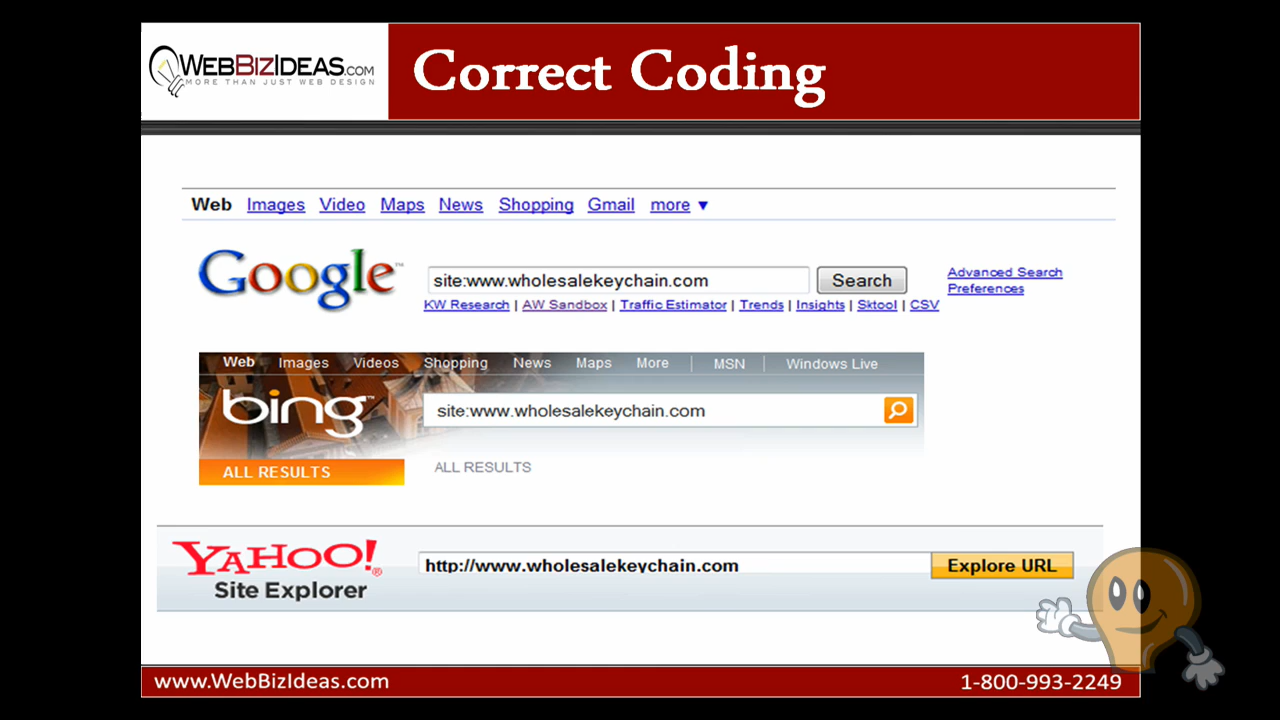 WEBBIZIDEAS.COM
MORE THAN JUST WEB DESIGN
Correct Coding
Web Images Video Maps News Shopping Gmail more ▼
Google™ site:www.wholesalekeychain.com Search
Advanced Search
Preferences
KW Research | AW Sandbox | Traffic Estimator | Trends | Insights | Sktool | CSV
Web Images Videos Shopping News Maps More | MSN | Windows Live
bing™ site:www.wholesalekeychain.com
ALL RESULTS ALL RESULTS
YAHOO!® http://www.wholesalekeychain.com Explore URL
Site Explorer
www.WebBizIdeas.com 1-800-993-2249